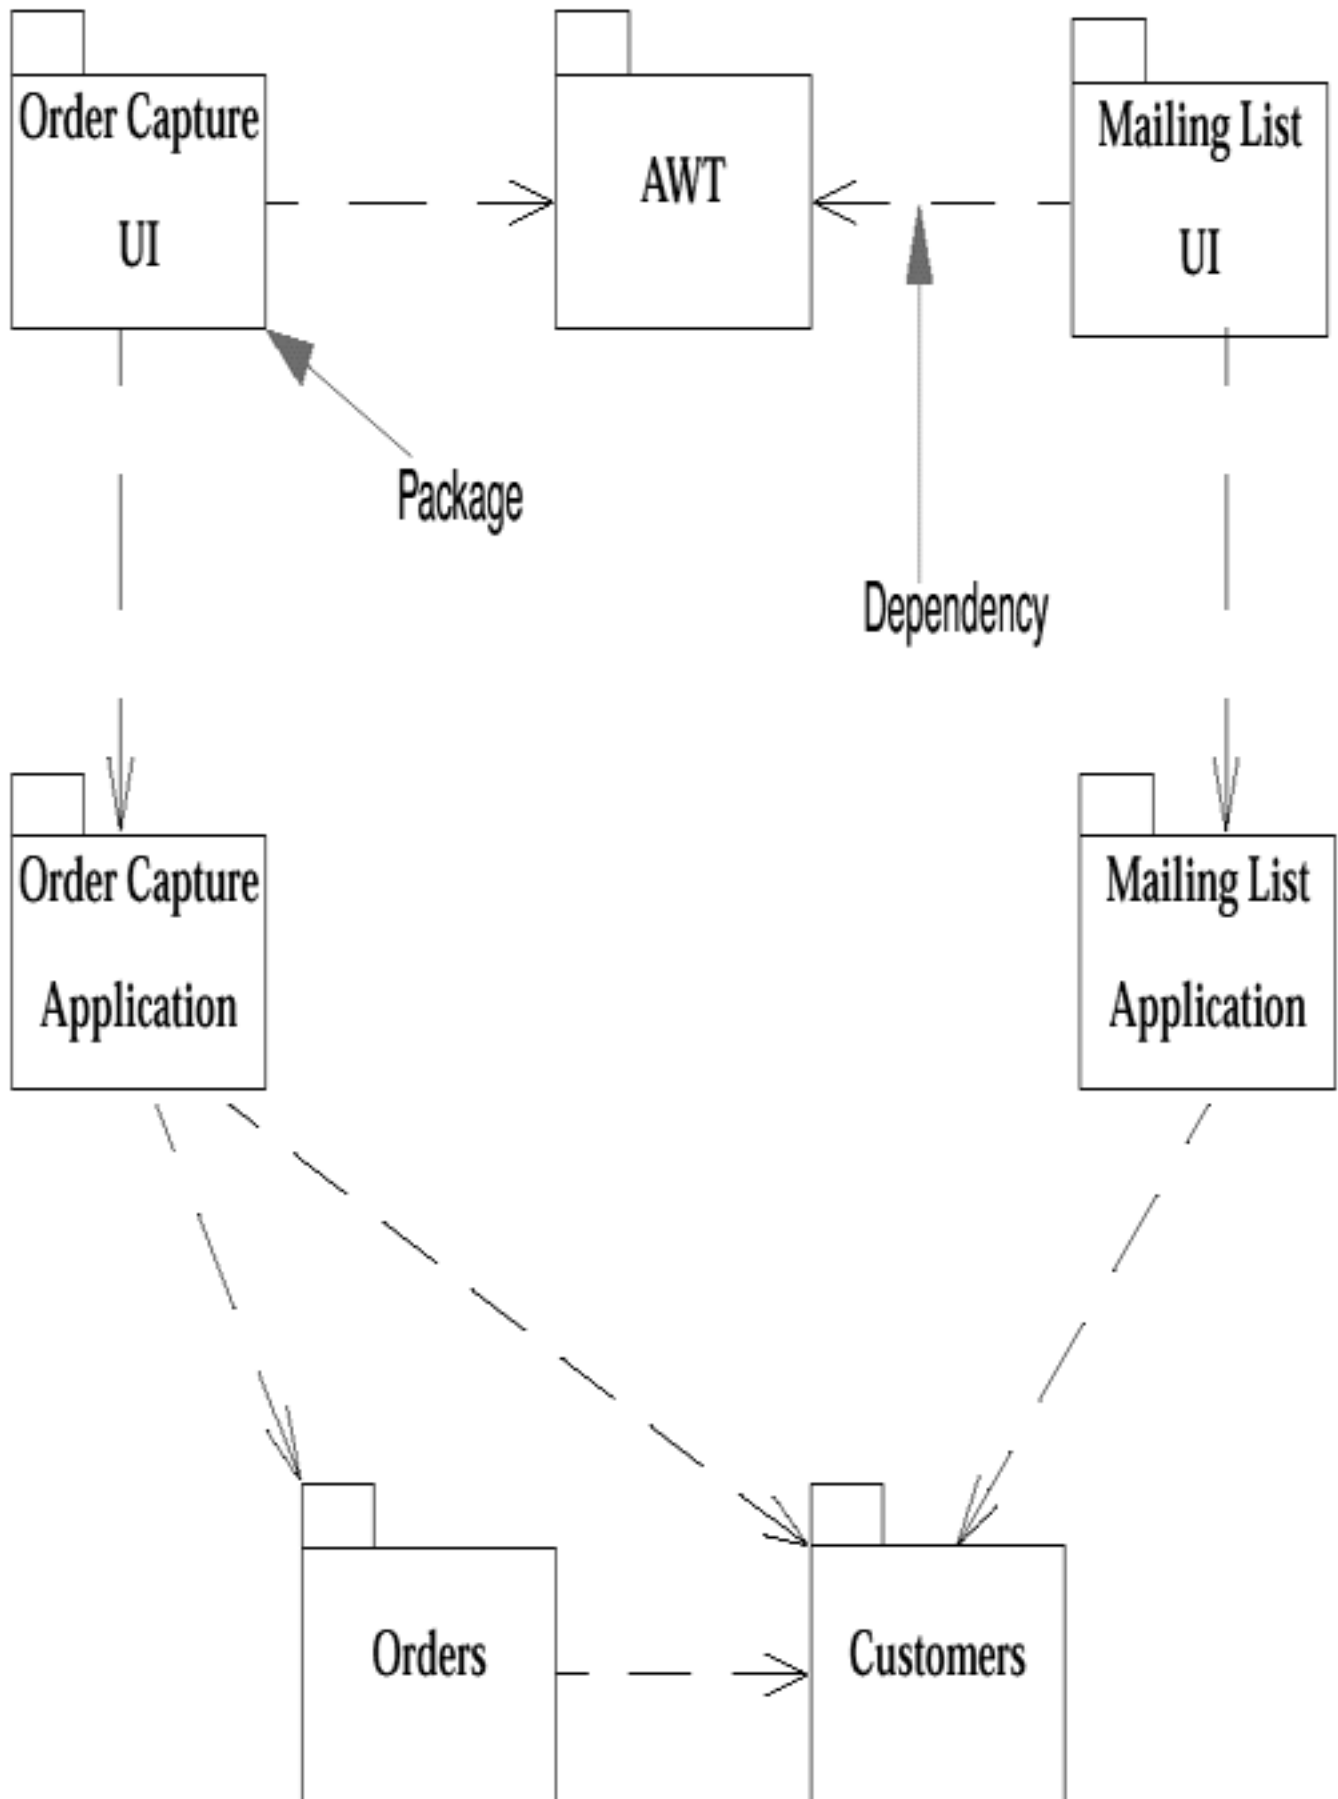 Order Capture
UI
AWT
Mailing List
UI
Package
Dependency
Order Capture
Application
Mailing List
Application
Orders
Customers